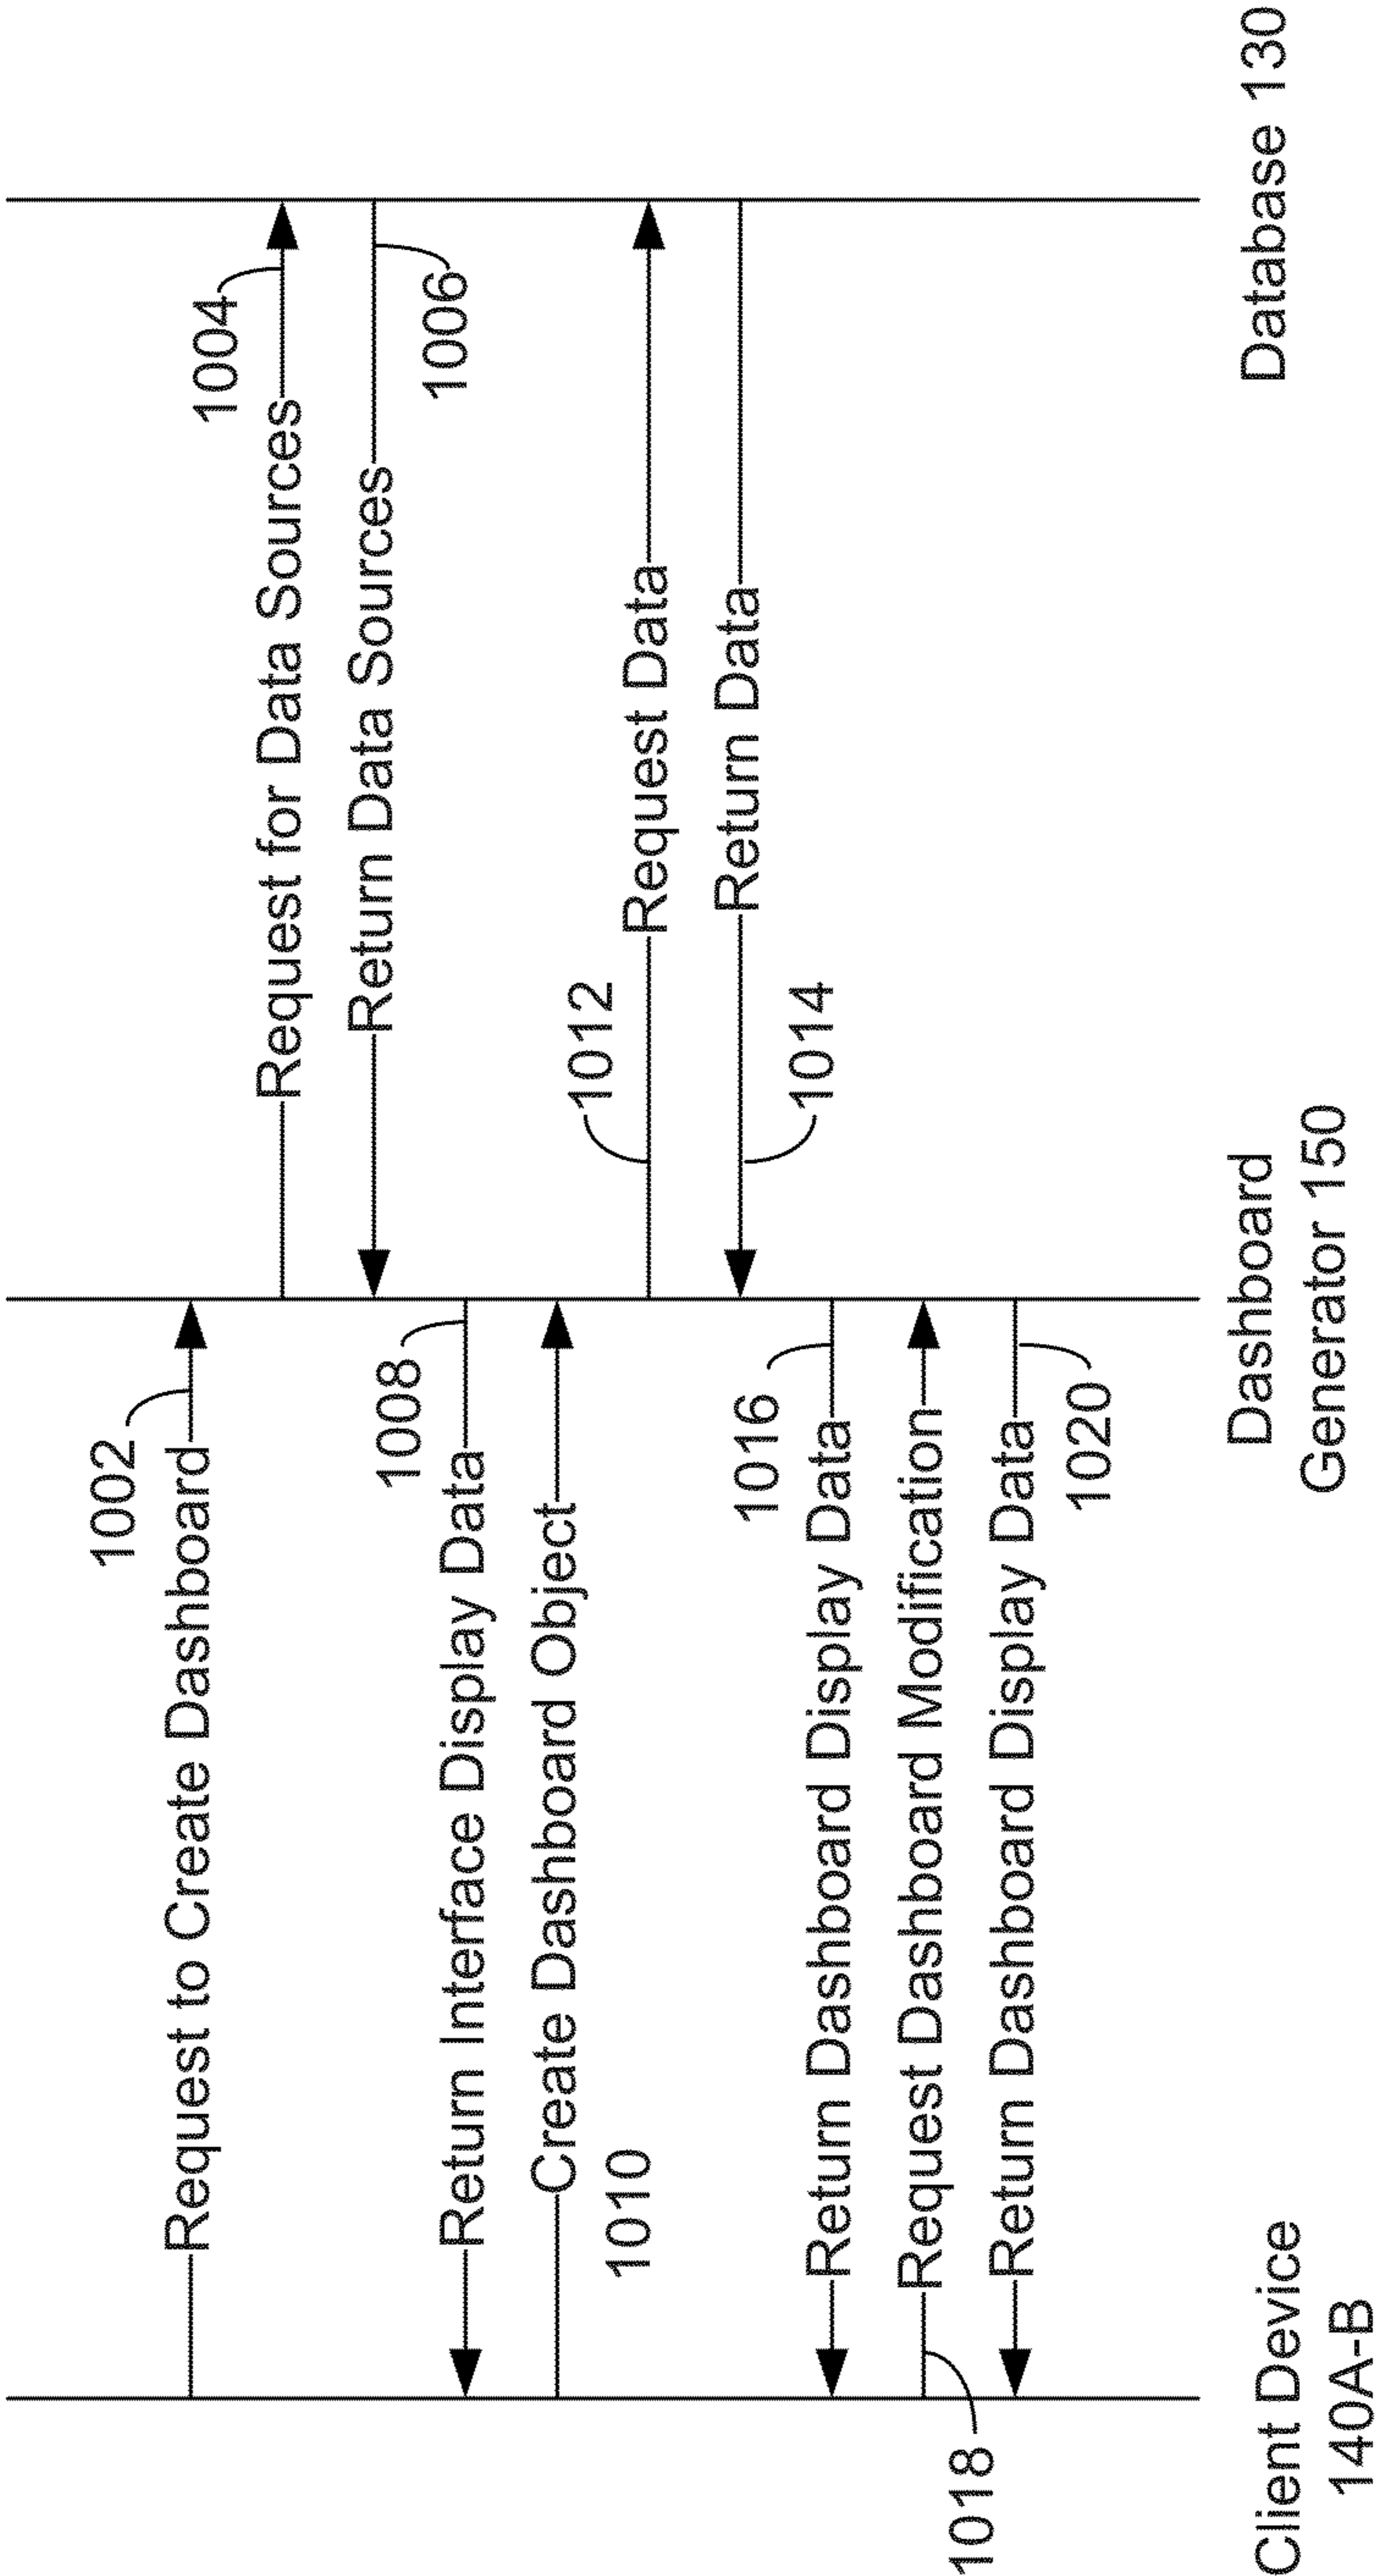 1002
Request to Create Dashboard
1004
Request for Data Sources
Return Data Sources
1006
1008
Return Interface Display Data
Create Dashboard Object
1010
1012
Request Data
Return Data
1014
1016
Return Dashboard Display Data
Request Dashboard Modification
1018
Return Dashboard Display Data
1020
Client Device
140A-B
Dashboard
Generator 150
Database 130